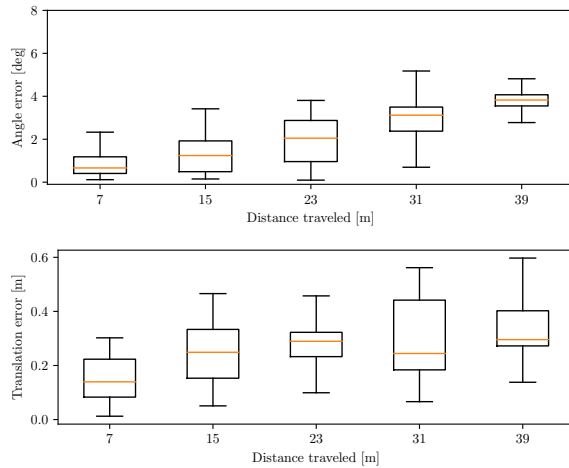 8
6
4
2
0
Angle error [deg]
7 15 23 31 39
Distance traveled [m]
0.6
0.4
0.2
0.0
Translation error [m]
7 15 23 31 39
Distance traveled [m]